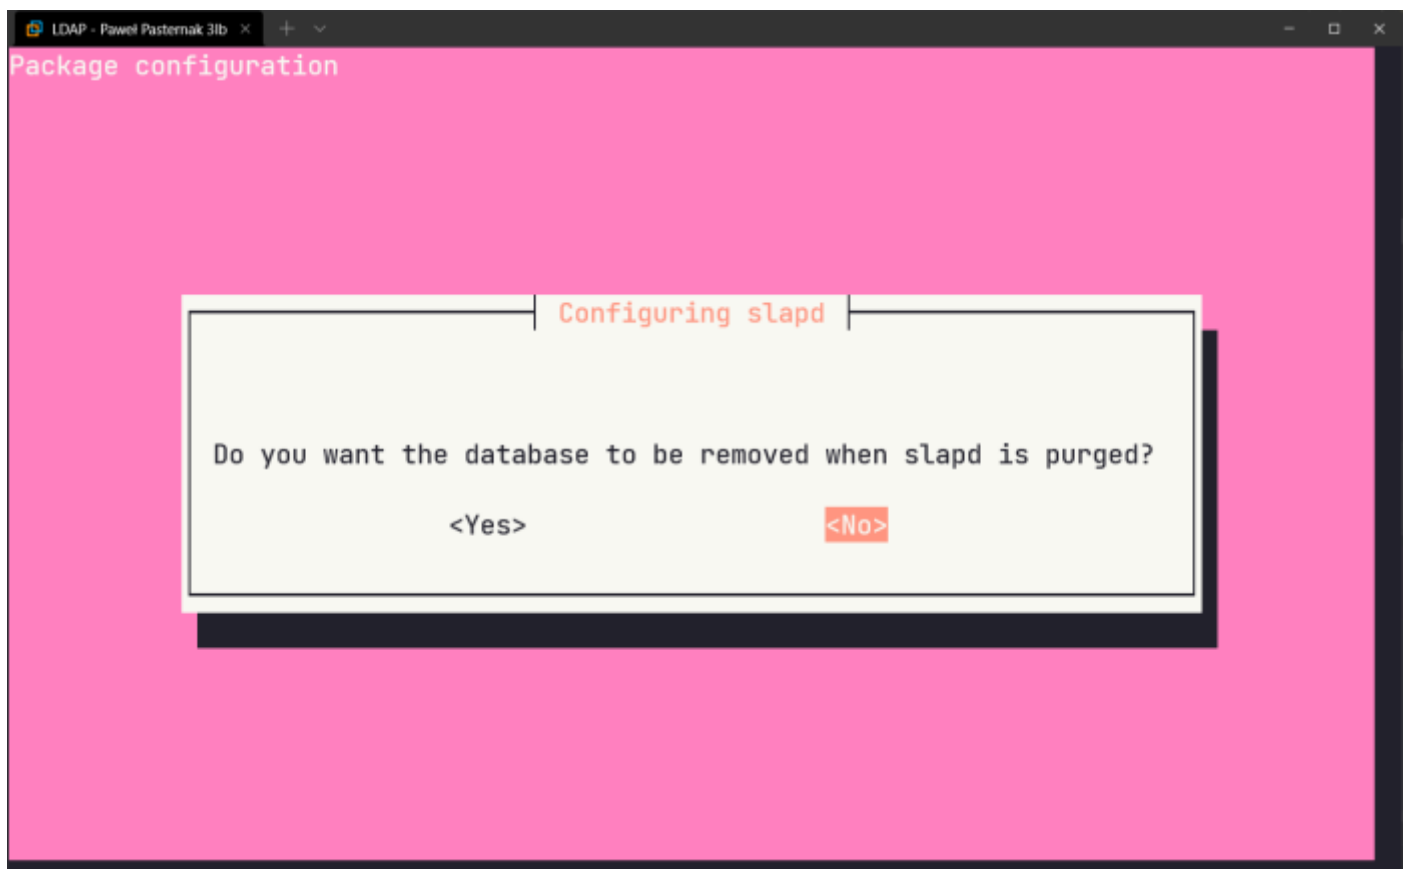 LDAP - Paweł Pasternak 3lb
Package configuration
Configuring slapd
Do you want the database to be removed when slapd is purged?
<Yes> <No>